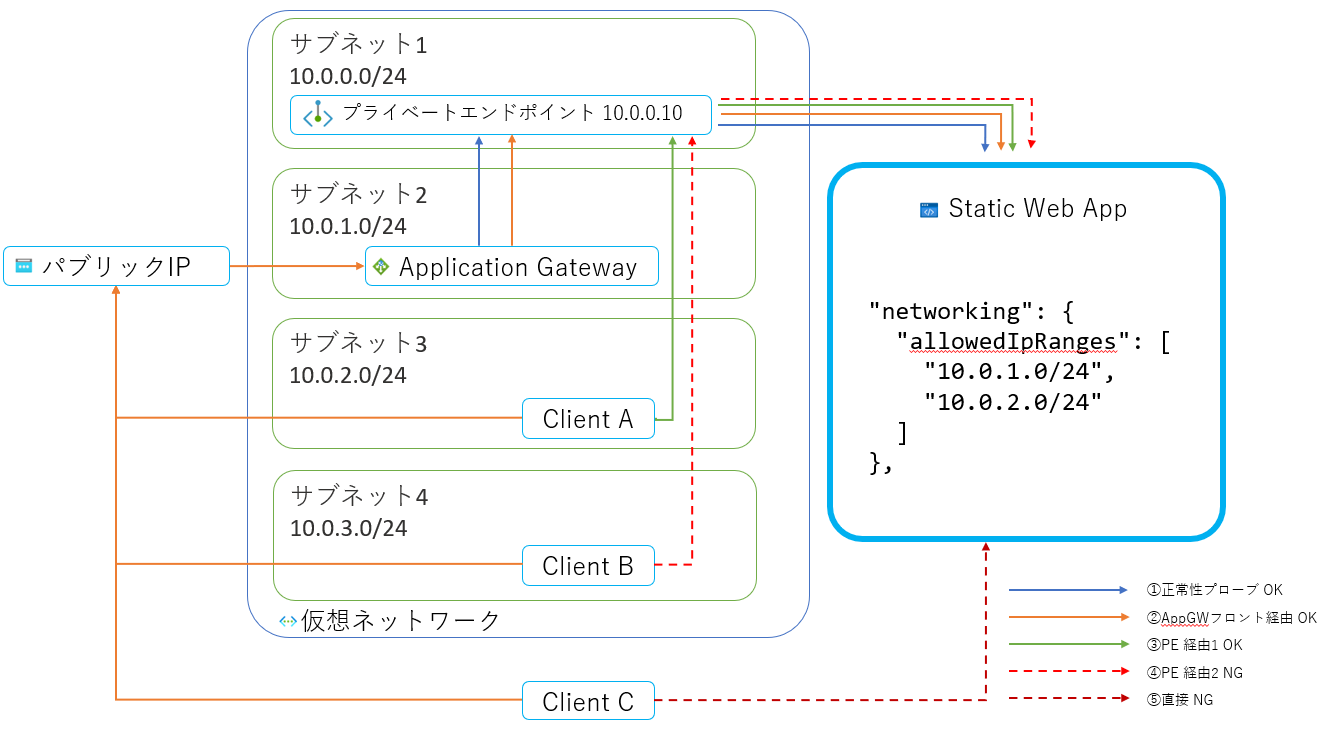 サブネット1
10.0.0.0/24
プライベートエンドポイント 10.0.0.10
サブネット2
10.0.1.0/24
パブリックIP
Application Gateway
サブネット3
10.0.2.0/24
Client A
サブネット4
10.0.3.0/24
Client B
仮想ネットワーク
Client C
Static Web App
"networking": {
"allowedIpRanges": [
"10.0.1.0/24",
"10.0.2.0/24"
]
},
①正常性プローブ OK
②AppGWフロント経由 OK
③PE 経由1 OK
④PE 経由2 NG
⑤直接 NG